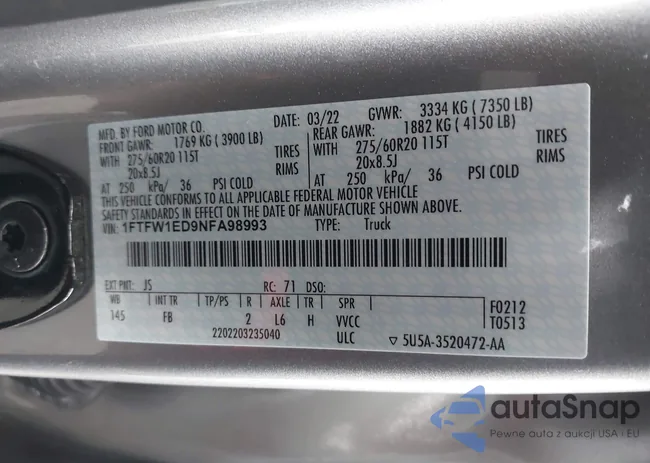 MFD. BY FORD MOTOR CO.
DATE: 03/22 GVWR: 3334 KG ( 7350 LB)
FRONT GAWR: 1769 KG ( 3900 LB)
REAR GAWR: 1882 KG ( 4150 LB)
WITH 275/60R20 115T TIRES
WITH 275/60R20 115T TIRES
20x8.5J RIMS
20x8.5J RIMS
AT 250 kPa/ 36 PSI COLD
AT 250 kPa/ 36 PSI COLD
THIS VEHICLE CONFORMS TO ALL APPLICABLE FEDERAL MOTOR VEHICLE
SAFETY STANDARDS IN EFFECT ON THE DATE OF MANUFACTURE SHOWN ABOVE.
VIN: 1FTFW1ED9NFA98993 TYPE: Truck
EXT PNT: JS RC: 71 DSO:
WB INT TR TP/PS R AXLE TR SPR
145 FB 2 L6 H VVCC
F0212
T0513
2202203235040 ULC ▽ 5U5A-3520472-AA
autaSnap
Pewne auta z aukcji USA i EU